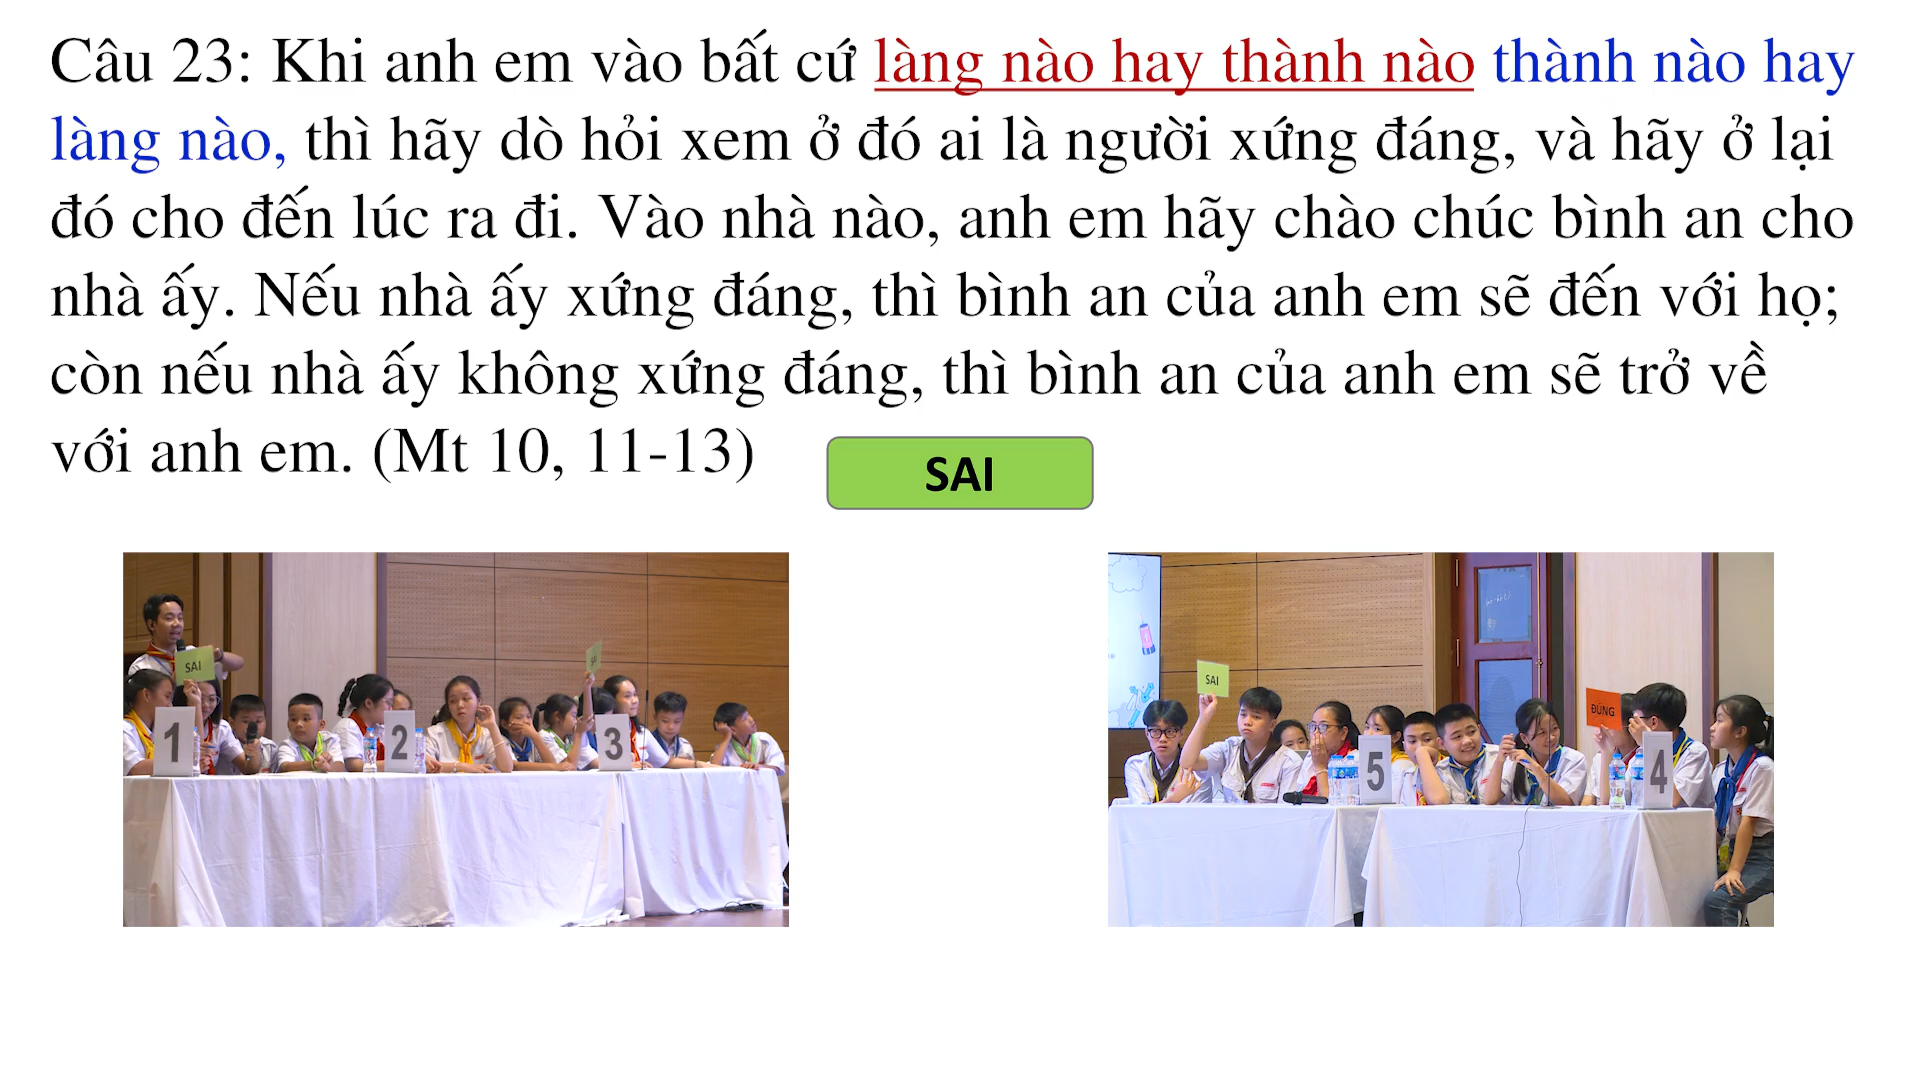 Câu 23: Khi anh em vào bất cứ làng nào hay thành nào thành nào hay
làng nào, thì hãy dò hỏi xem ở đó ai là người xứng đáng, và hãy ở lại
đó cho đến lúc ra đi. Vào nhà nào, anh em hãy chào chúc bình an cho
nhà ấy. Nếu nhà ấy xứng đáng, thì bình an của anh em sẽ đến với họ;
còn nếu nhà ấy không xứng đáng, thì bình an của anh em sẽ trở về
với anh em. (Mt 10, 11-13)
SAI
SAI
SAI
1
2
3
SAI
ĐÚNG
5
4